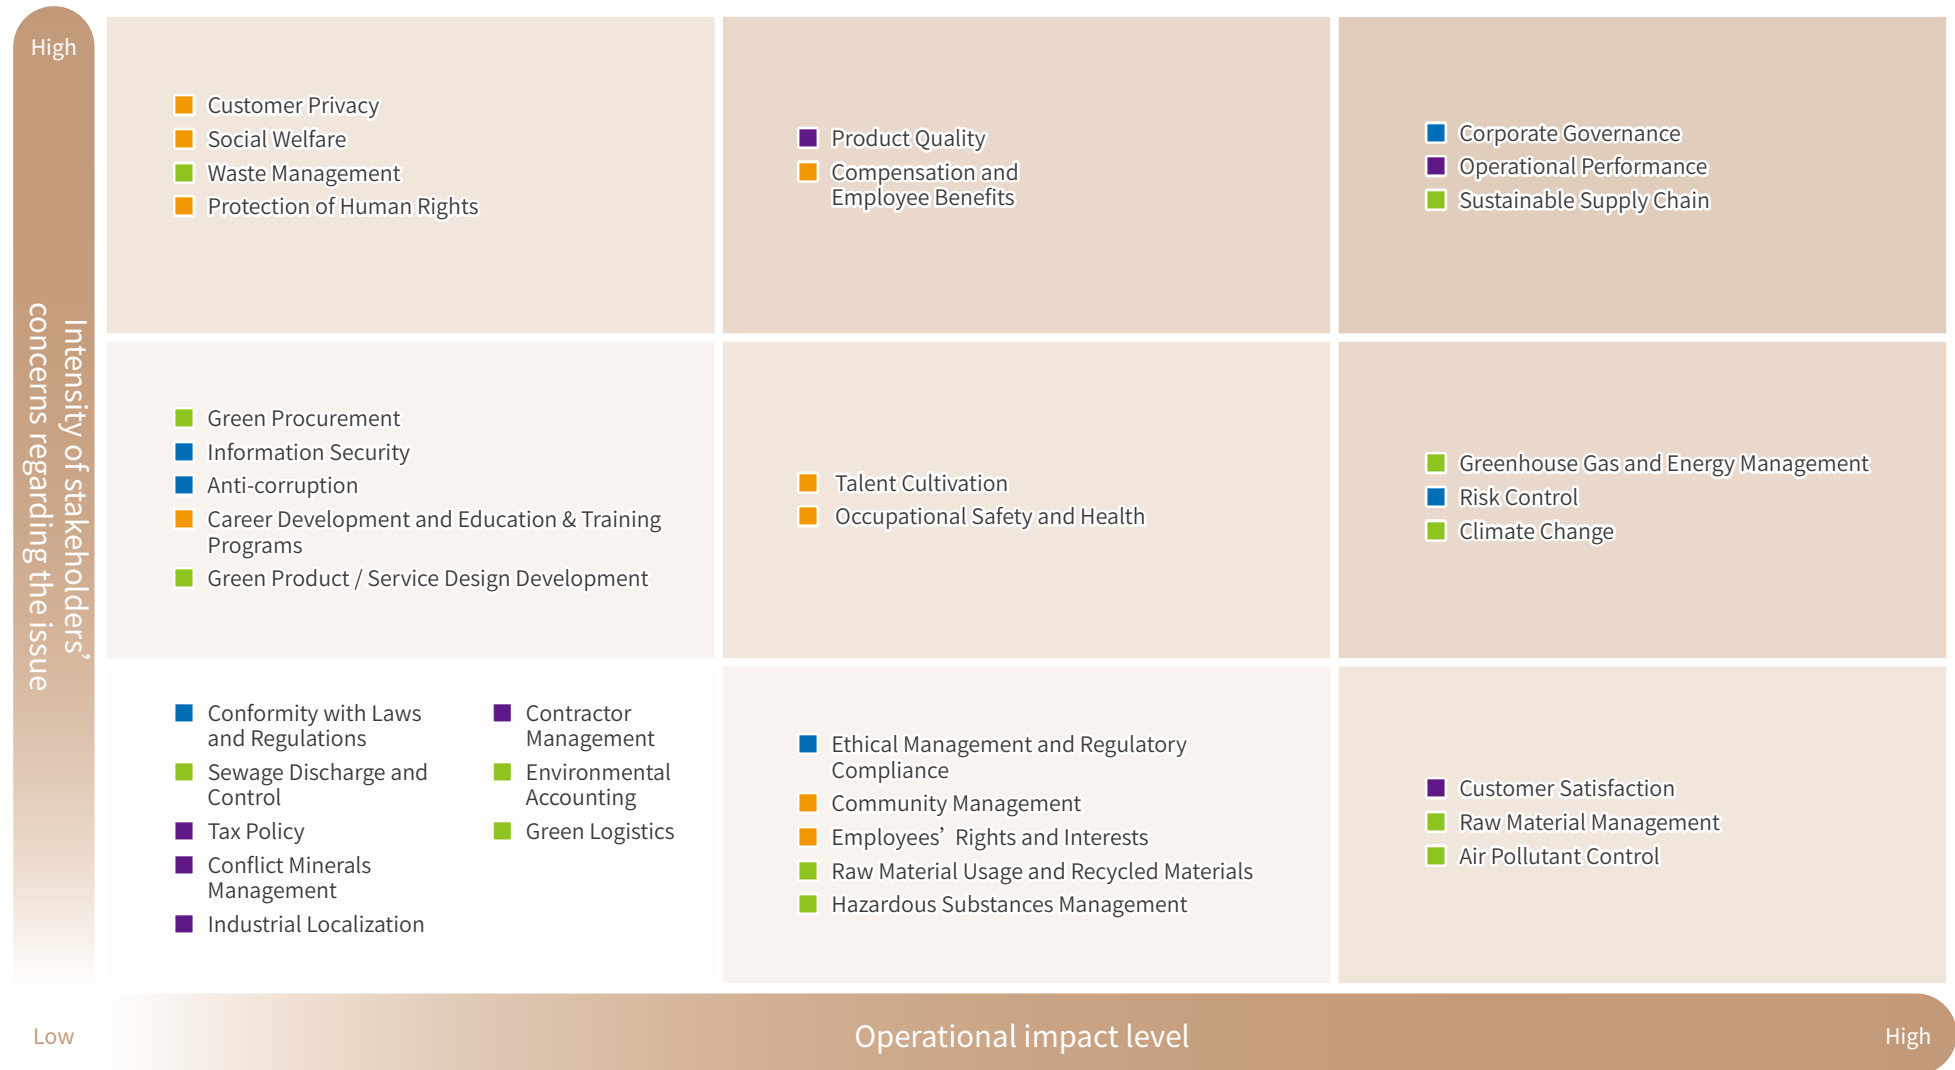 High
Intensity of stakeholders’
concerns regarding the issue
Customer Privacy
Social Welfare
Waste Management
Protection of Human Rights
Product Quality
Compensation and
Employee Benefits
Corporate Governance
Operational Performance
Sustainable Supply Chain
Green Procurement
Information Security
Anti-corruption
Career Development and Education & Training
Programs
Green Product / Service Design Development
Talent Cultivation
Occupational Safety and Health
Greenhouse Gas and Energy Management
Risk Control
Climate Change
Conformity with Laws
and Regulations
Sewage Discharge and
Control
Tax Policy
Conflict Minerals
Management
Industrial Localization
Contractor
Management
Environmental
Accounting
Green Logistics
Ethical Management and Regulatory
Compliance
Community Management
Employees’ Rights and Interests
Raw Material Usage and Recycled Materials
Hazardous Substances Management
Customer Satisfaction
Raw Material Management
Air Pollutant Control
Low
Operational impact level
High